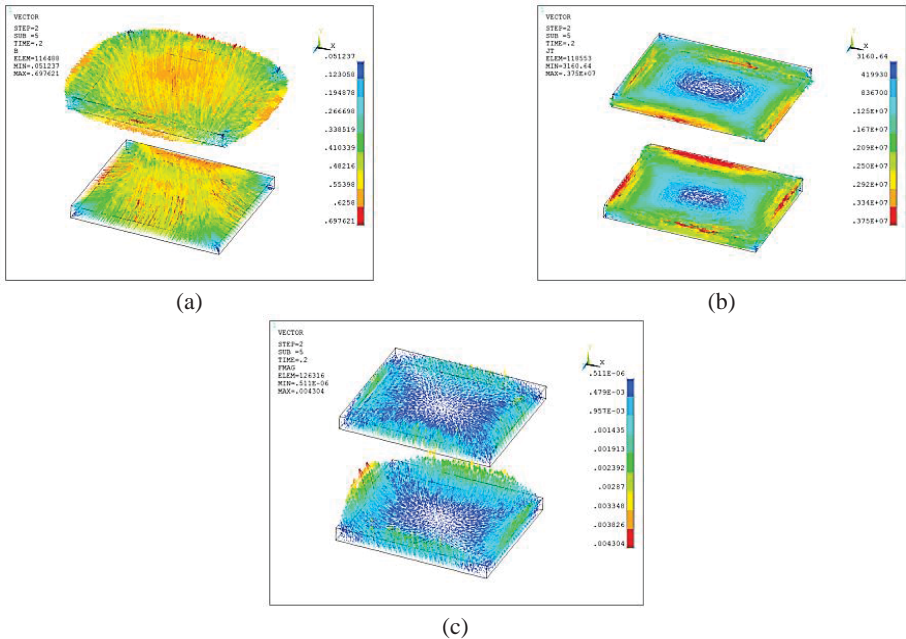 1
VECTOR
STEP=2
SUB =5
TIME=.2
B
ELEM=116488
MIN=.051237
MAX=.697621
Y
X
.051237
.123058
.194878
.266698
.338519
.410339
.48216
.55398
.6258
.697621
(a)
1
VECTOR
STEP=2
SUB =5
TIME=.2
JT
ELEM=118553
MIN=3160.64
MAX=.375E+07
Y
X
3160.64
419930
836700
.125E+07
.167E+07
.209E+07
.250E+07
.292E+07
.334E+07
.375E+07
(b)
1
VECTOR
STEP=2
SUB =5
TIME=.2
FMAG
ELEM=126316
MIN=.511E-06
MAX=.004304
Y
X
.511E-06
.479E-03
.957E-03
.001435
.001913
.002392
.00287
.003348
.003826
.004304
(c)